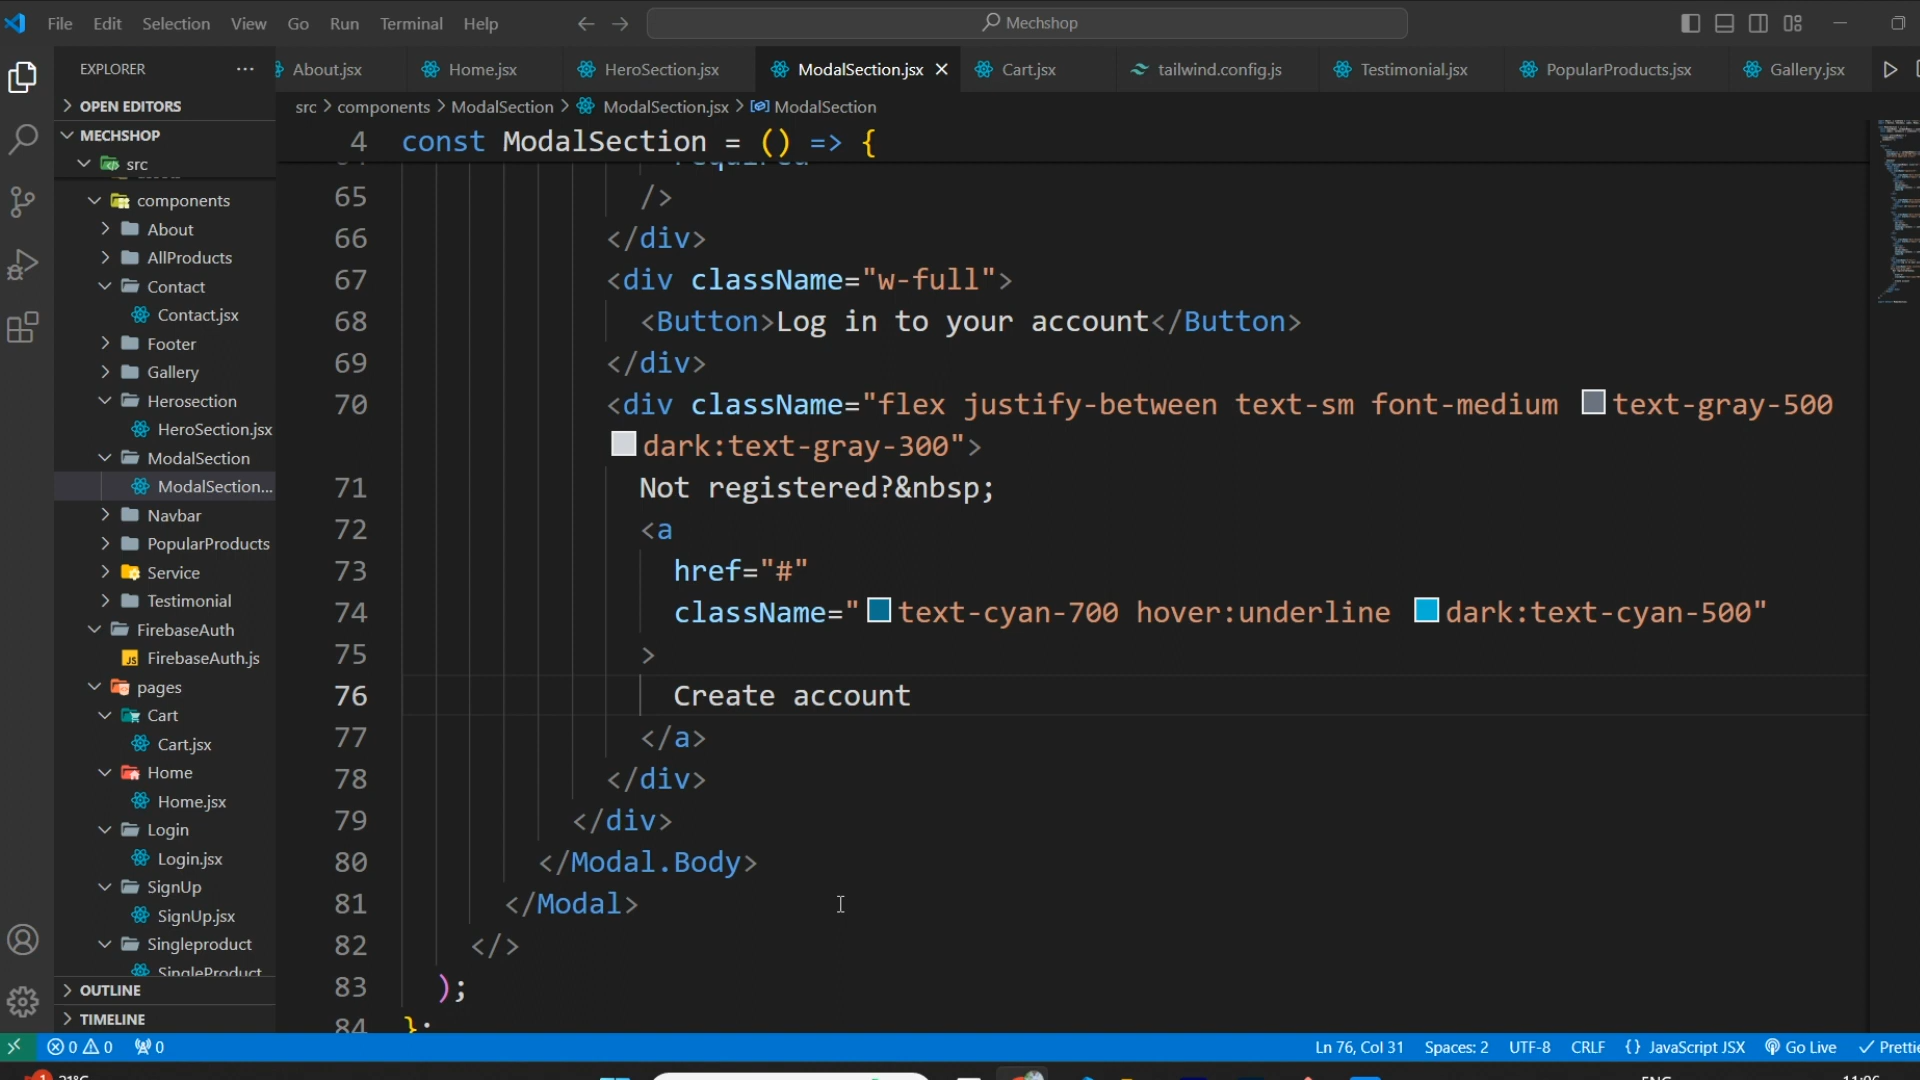 File Edit Selection View Go Run Terminal Help Mechshop
EXPLORER ··· About.jsx Home.jsx HeroSection.jsx ModalSection.jsx Cart.jsx tailwind.config.js Testimonial.jsx PopularProducts.jsx Gallery.jsx
src > components > ModalSection > ModalSection.jsx > ModalSection
OPEN EDITORS
MECHSHOP
src
components
About
AllProducts
Contact
Contact.jsx
Footer
Gallery
Herosection
HeroSection.jsx
ModalSection
ModalSection...
Navbar
PopularProducts
Service
Testimonial
FirebaseAuth
JS FirebaseAuth.js
pages
Cart
Cart.jsx
Home
Home.jsx
Login
Login.jsx
SignUp
SignUp.jsx
Singleproduct
SingleProduct
OUTLINE
TIMELINE
4 const ModalSection = () => {
required
65 />
66 </div>
67 <div className="w-full">
68 <Button>Log in to your account</Button>
69 </div>
70 <div className="flex justify-between text-sm font-medium text-gray-500
dark:text-gray-300">
71 Not registered?&nbsp;
72 <a
73 href="#"
74 className="text-cyan-700 hover:underline dark:text-cyan-500"
75 >
76 Create account
77 </a>
78 </div>
79 </div>
80 </Modal.Body>
81 </Modal>
82 </>
83 );
84 };
0 0 0 Ln 76, Col 31 Spaces: 2 UTF-8 CRLF {} JavaScript JSX Go Live
1 21°C ENG 11:06